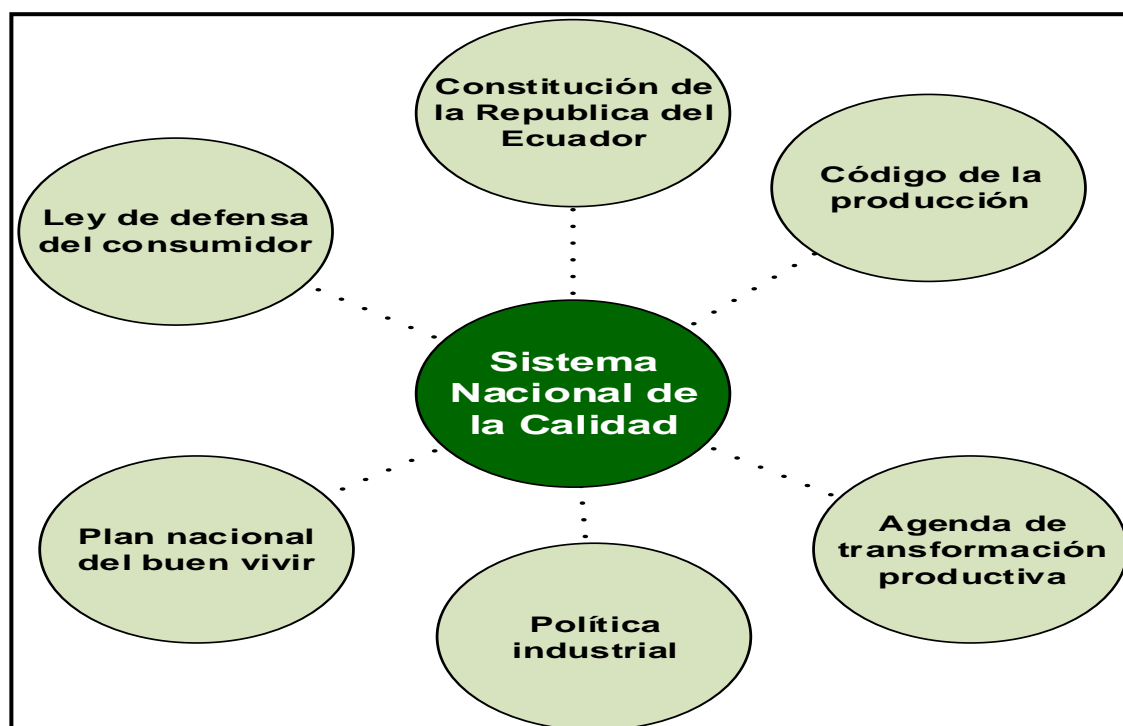 Constitución de
la Republica del
Ecuador
Código de la
producción
Ley de defensa
del consumidor
Sistema
Nacional de
la Calidad
Plan nacional
del buen vivir
Agenda de
transformación
productiva
Política
industrial